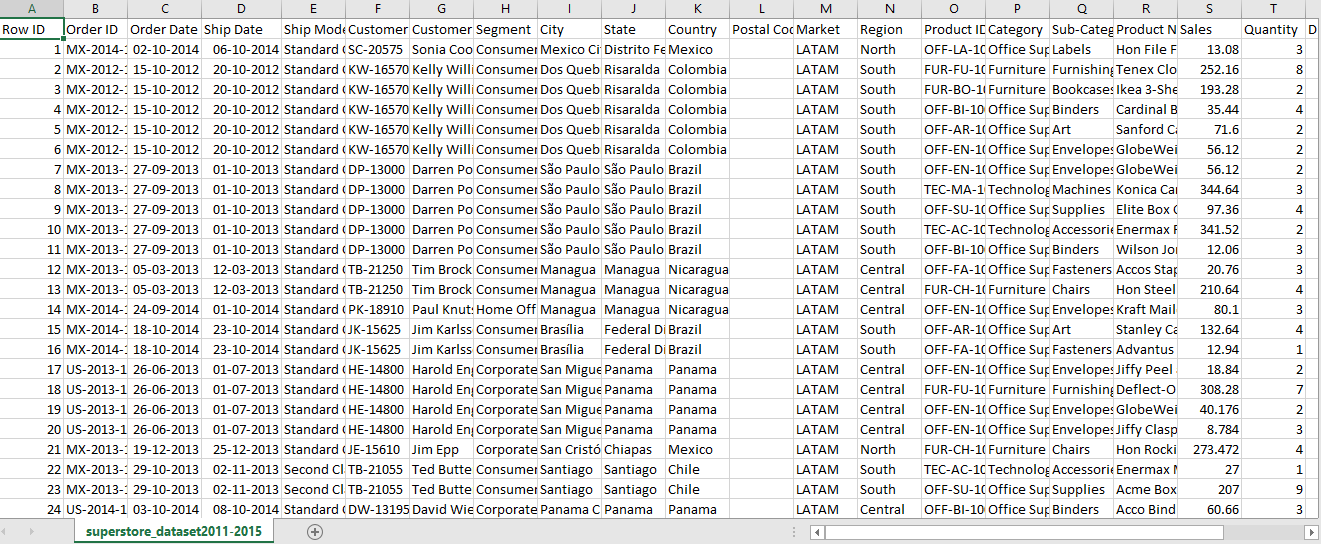 A B C D E F G H I J K L M N O P Q R S T
Row ID Order ID Order Date Ship Date Ship Mode Customer Customer Segment City State Country Postal Coc Market Region Product ID Category Sub-Categ Product N Sales Quantity D
1 MX-2014-1 02-10-2014 06-10-2014 Standard C SC-20575 Sonia Coo Consumer Mexico Ci Distrito Fe Mexico LATAM North OFF-LA-10 Office Sup Labels Hon File F 13.08 3
2 MX-2012-1 15-10-2012 20-10-2012 Standard C KW-16570 Kelly Willi Consumer Dos Queb Risaralda Colombia LATAM South FUR-FU-10 Furniture Furnishing Tenex Clo 252.16 8
3 MX-2012-1 15-10-2012 20-10-2012 Standard C KW-16570 Kelly Willi Consumer Dos Queb Risaralda Colombia LATAM South FUR-BO-10 Furniture Bookcases Ikea 3-She 193.28 2
4 MX-2012-1 15-10-2012 20-10-2012 Standard C KW-16570 Kelly Willi Consumer Dos Queb Risaralda Colombia LATAM South OFF-BI-100 Office Sup Binders Cardinal B 35.44 4
5 MX-2012-1 15-10-2012 20-10-2012 Standard C KW-16570 Kelly Willi Consumer Dos Queb Risaralda Colombia LATAM South OFF-AR-10 Office Sup Art Sanford Ca 71.6 2
6 MX-2012-1 15-10-2012 20-10-2012 Standard C KW-16570 Kelly Willi Consumer Dos Queb Risaralda Colombia LATAM South OFF-EN-10 Office Sup Envelopes GlobeWei 56.12 2
7 MX-2013-1 27-09-2013 01-10-2013 Standard C DP-13000 Darren Po Consumer São Paulo São Paulo Brazil LATAM South OFF-EN-10 Office Sup Envelopes GlobeWei 56.12 2
8 MX-2013-1 27-09-2013 01-10-2013 Standard C DP-13000 Darren Po Consumer São Paulo São Paulo Brazil LATAM South TEC-MA-1 Technolog Machines Konica Ca 344.64 3
9 MX-2013-1 27-09-2013 01-10-2013 Standard C DP-13000 Darren Po Consumer São Paulo São Paulo Brazil LATAM South OFF-SU-10 Office Sup Supplies Elite Box C 97.36 4
10 MX-2013-1 27-09-2013 01-10-2013 Standard C DP-13000 Darren Po Consumer São Paulo São Paulo Brazil LATAM South TEC-AC-10 Technolog Accessorie Enermax F 341.52 2
11 MX-2013-1 27-09-2013 01-10-2013 Standard C DP-13000 Darren Po Consumer São Paulo São Paulo Brazil LATAM South OFF-BI-100 Office Sup Binders Wilson Jo 12.06 3
12 MX-2013-1 05-03-2013 12-03-2013 Standard C TB-21250 Tim Brock Consumer Managua Managua Nicaragua LATAM Central OFF-FA-10 Office Sup Fasteners Accos Stap 20.76 3
13 MX-2013-1 05-03-2013 12-03-2013 Standard C TB-21250 Tim Brock Consumer Managua Managua Nicaragua LATAM Central FUR-CH-10 Furniture Chairs Hon Steel 210.64 4
14 MX-2014-1 24-09-2014 01-10-2014 Standard C PK-18910 Paul Knuts Home Off Managua Managua Nicaragua LATAM Central OFF-EN-10 Office Sup Envelopes Kraft Mail 80.1 3
15 MX-2014-1 18-10-2014 23-10-2014 Standard C JK-15625 Jim Karlss Consumer Brasília Federal Di Brazil LATAM South OFF-AR-10 Office Sup Art Stanley Ca 132.64 4
16 MX-2014-1 18-10-2014 23-10-2014 Standard C JK-15625 Jim Karlss Consumer Brasília Federal Di Brazil LATAM South OFF-FA-10 Office Sup Fasteners Advantus 12.94 1
17 US-2013-1 26-06-2013 01-07-2013 Standard C HE-14800 Harold En Corporate San Migue Panama Panama LATAM Central OFF-EN-10 Office Sup Envelopes Jiffy Peel 18.84 2
18 US-2013-1 26-06-2013 01-07-2013 Standard C HE-14800 Harold En Corporate San Migue Panama Panama LATAM Central FUR-FU-10 Furniture Furnishing Deflect-O 308.28 7
19 US-2013-1 26-06-2013 01-07-2013 Standard C HE-14800 Harold En Corporate San Migue Panama Panama LATAM Central OFF-EN-10 Office Sup Envelopes GlobeWei 40.176 2
20 US-2013-1 26-06-2013 01-07-2013 Standard C HE-14800 Harold En Corporate San Migue Panama Panama LATAM Central OFF-EN-10 Office Sup Envelopes Jiffy Clasp 8.784 3
21 MX-2013-1 19-12-2013 25-12-2013 Standard C JE-15610 Jim Epp Corporate San Cristó Chiapas Mexico LATAM North FUR-CH-10 Furniture Chairs Hon Rocki 273.472 4
22 MX-2013-1 29-10-2013 02-11-2013 Second Cl TB-21055 Ted Butte Consumer Santiago Santiago Chile LATAM South TEC-AC-10 Technolog Accessorie Enermax M 27 1
23 MX-2013-1 29-10-2013 02-11-2013 Second Cl TB-21055 Ted Butte Consumer Santiago Santiago Chile LATAM South OFF-SU-10 Office Sup Supplies Acme Box 207 9
24 US-2014-1 03-10-2014 08-10-2014 Standard C DW-13195 David Wie Corporate Panama C Panama Panama LATAM Central OFF-BI-100 Office Sup Binders Acco Bind 60.66 3
superstore_dataset2011-2015